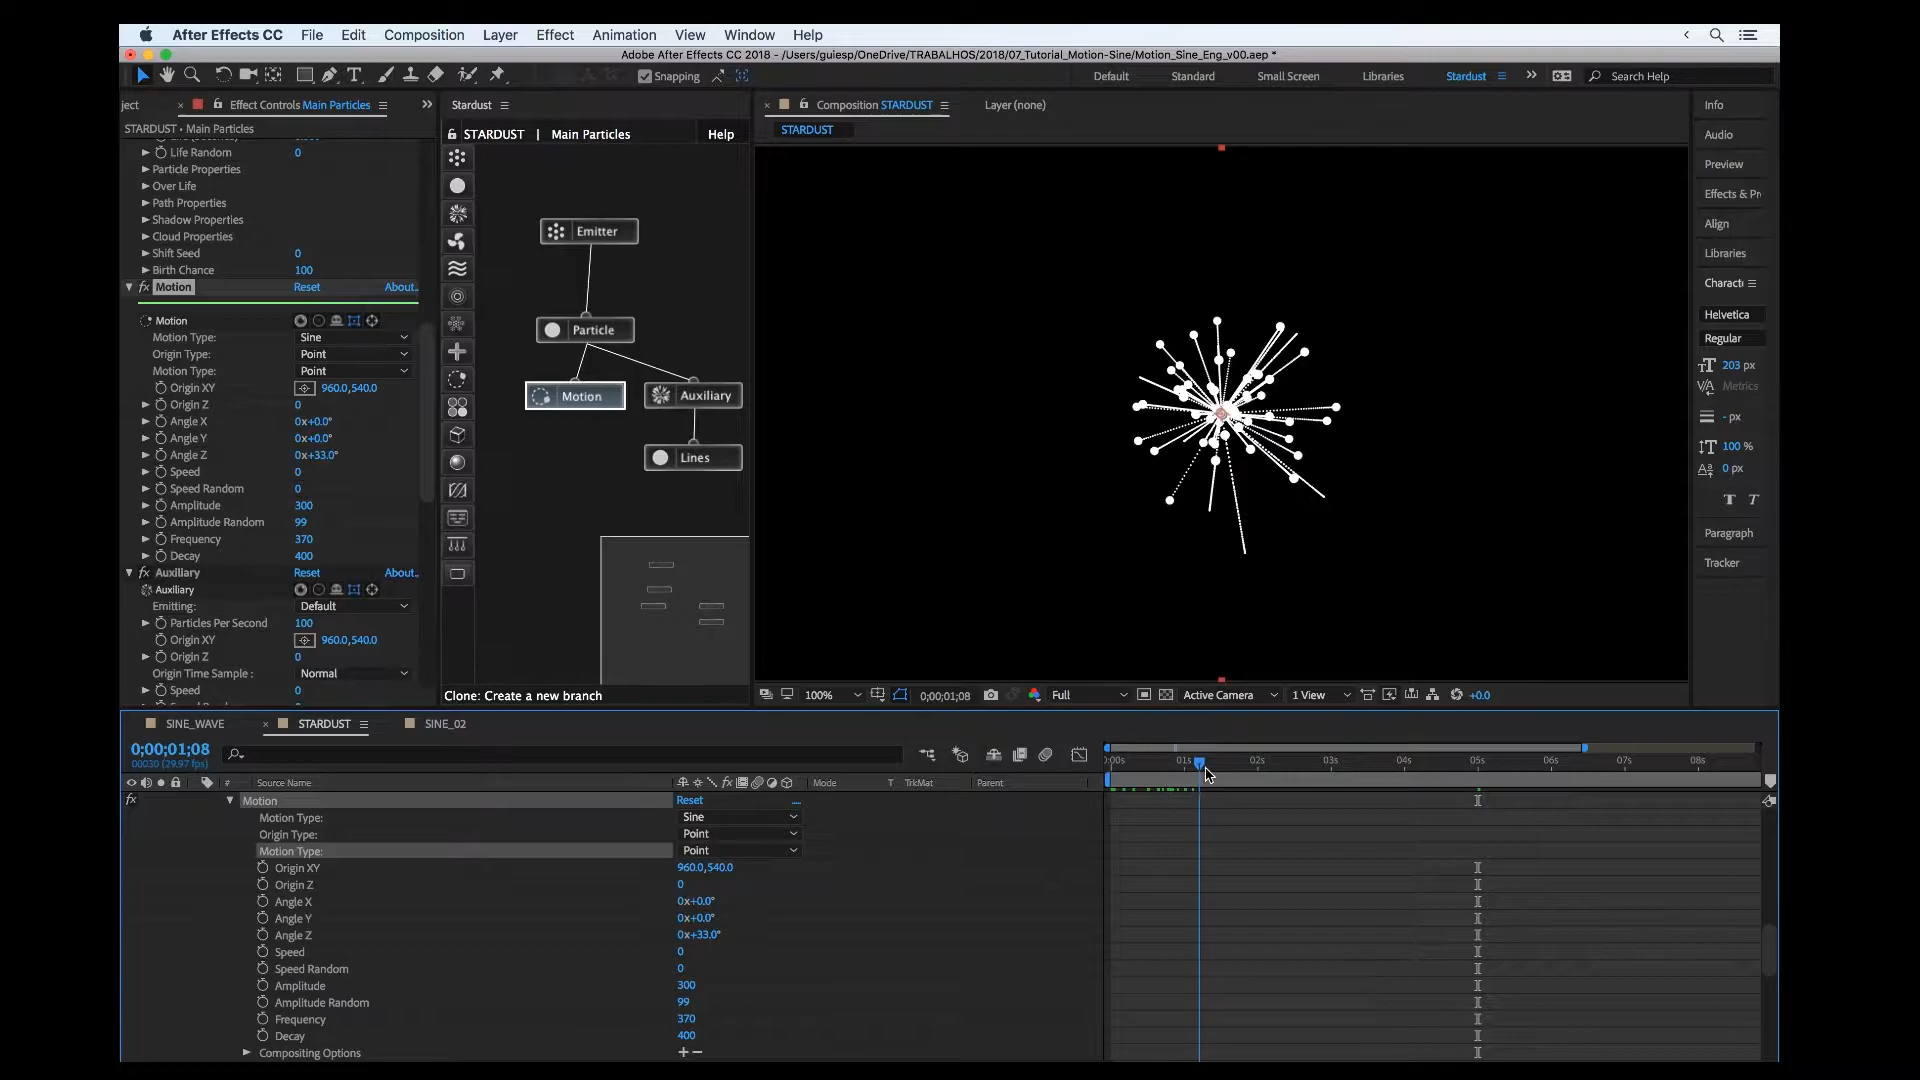 After Effects CC File Edit Composition Layer Effect Animation View Window Help
Adobe After Effects CC 2018 - /Users/guiesp/OneDrive/TRABALHOS/2018/07_Tutorial_Motion-Sine/Motion_Sine_Eng_v00.aep *
Snapping Default Standard Small Screen Libraries Stardust Search Help
ject Effect Controls Main Particles
STARDUST • Main Particles
Life Random 0
Particle Properties
Over Life
Path Properties
Shadow Properties
Cloud Properties
Shift Seed 0
Birth Chance 100
fx Motion Reset About..
Motion
Motion Type: Sine
Origin Type: Point
Motion Type: Point
Origin XY 960.0,540.0
Origin Z 0
Angle X 0x+0.0°
Angle Y 0x+0.0°
Angle Z 0x+33.0°
Speed 0
Speed Random 0
Amplitude 300
Amplitude Random 99
Frequency 370
Decay 400
fx Auxiliary Reset About..
Auxiliary
Emitting: Default
Particles Per Second 100
Origin XY 960.0,540.0
Origin Z 0
Origin Time Sample : Normal
Speed 0
Stardust
STARDUST | Main Particles Help
Emitter
Particle
Motion Auxiliary
Lines
Clone: Create a new branch
Composition STARDUST Layer (none)
STARDUST
100% 0;00;01;08 Full Active Camera 1 View +0.0
Info
Audio
Preview
Effects & Pr
Align
Libraries
Charact
Helvetica
Regular
203 px
Metrics
- px
100 %
0 px
T T
Paragraph
Tracker
SINE_WAVE STARDUST SINE_02
0;00;01;08
00030 (29.97 fps)
# Source Name fx Mode T TrkMat Parent
0:00s 01s 02s 03s 04s 05s 06s 07s 08s
fx Motion Reset
Motion Type: Sine
Origin Type: Point
Motion Type: Point
Origin XY 960.0,540.0
Origin Z 0
Angle X 0x+0.0°
Angle Y 0x+0.0°
Angle Z 0x+33.0°
Speed 0
Speed Random 0
Amplitude 300
Amplitude Random 99
Frequency 370
Decay 400
Compositing Options + −